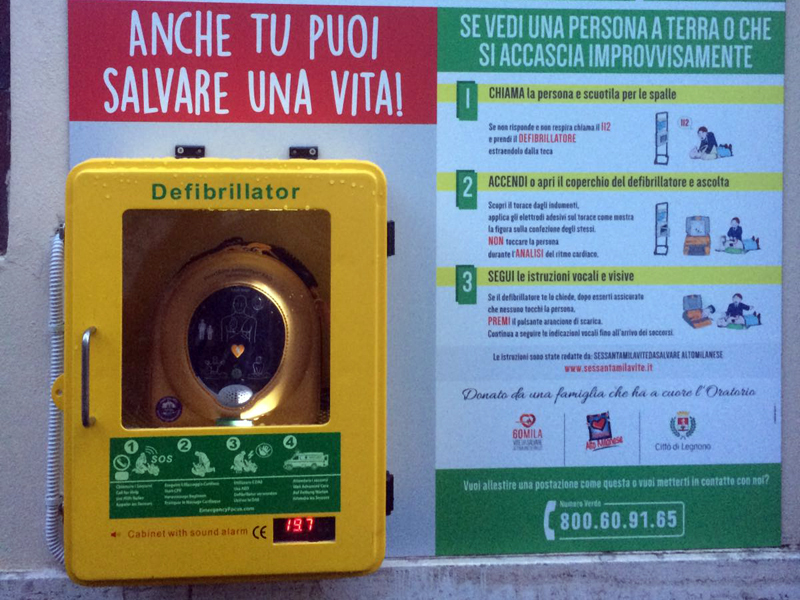 ANCHE TU PUOI
SALVARE UNA VITA!
Defibrillator
SOS
1 2 3 4
EmergencyFocus.com
Cabinet with sound alarm CE
19.7
SE VEDI UNA PERSONA A TERRA O CHE
SI ACCASCIA IMPROVVISAMENTE
1 CHIAMA la persona e scuotila per le spalle
Se non risponde e non respira chiama il 112
e prendi il DEFIBRILLATORE
estraendolo dalla teca
112
2 ACCENDI o apri il coperchio del defibrillatore e ascolta
Scopri il torace dagli indumenti,
applica gli elettrodi adesivi sul torace come mostra
la figura sulla confezione degli stessi.
NON toccare la persona
durante l'ANALISI del ritmo cardiaco.
3 SEGUI le istruzioni vocali e visive
Se il defibrillatore te lo chiede, dopo esserti assicurato
che nessuno tocchi la persona,
PREMI il pulsante arancione di scarica.
Continua a seguire le indicazioni vocali fino all'arrivo dei soccorsi.
Le istruzioni sono state redatte da: SESSANTAMILAVITEDASALVARE ALTOMILANESE
www.sessantamilavite.it
Donato da una famiglia che ha a cuore l'Oratorio
60MILA
VITE DA SALVARE
Alto Milanese
Città di Legnano
Vuoi allestire una postazione come questa o vuoi metterti in contatto con noi?
Numero Verde
800.60.91.65